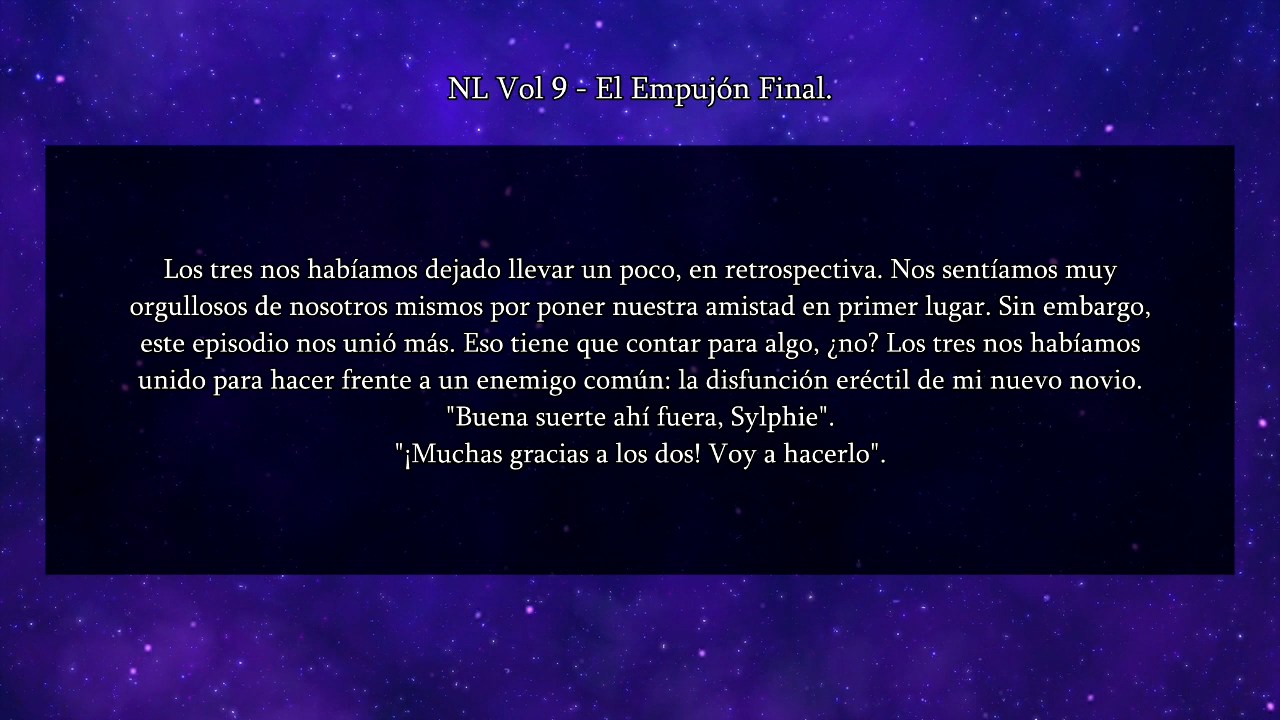 NL Vol 9 - El Empujón Final.
Los tres nos habíamos dejado llevar un poco, en retrospectiva. Nos sentíamos muy
orgullosos de nosotros mismos por poner nuestra amistad en primer lugar. Sin embargo,
este episodio nos unió más. Eso tiene que contar para algo, ¿no? Los tres nos habíamos
unido para hacer frente a un enemigo común: la disfunción eréctil de mi nuevo novio.
"Buena suerte ahí fuera, Sylphie".
"¡Muchas gracias a los dos! Voy a hacerlo".